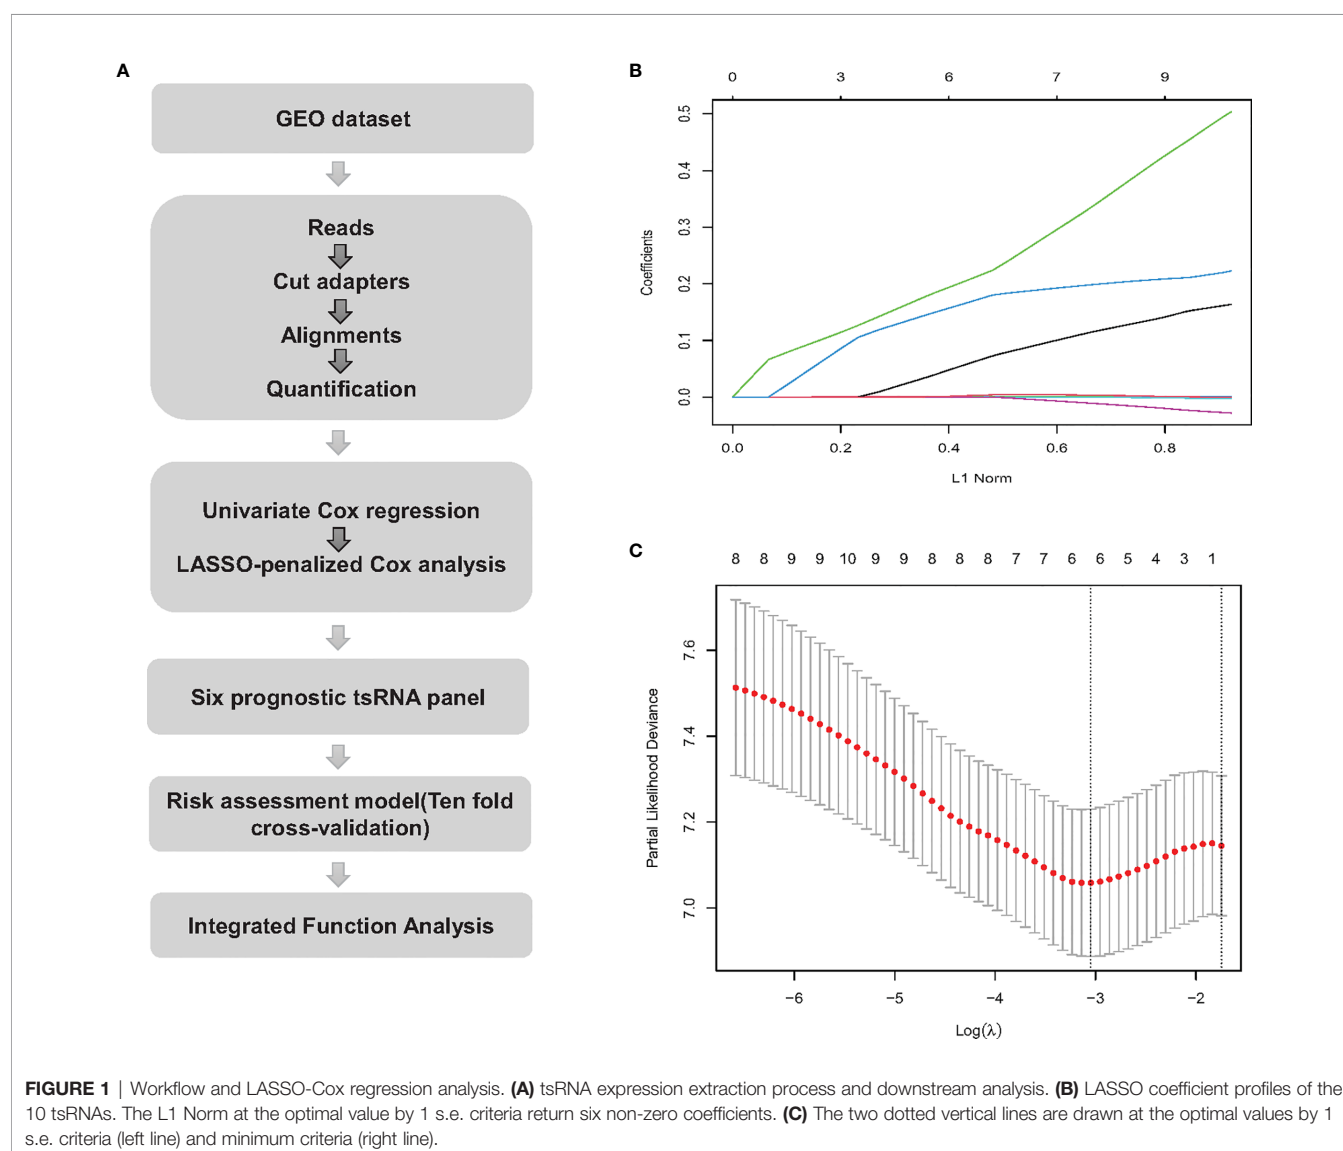 A
GEO dataset
Reads
Cut adapters
Alignments
Quantification
Univariate Cox regression
LASSO-penalized Cox analysis
Six prognostic tsRNA panel
Risk assessment model(Ten fold
cross-validation)
Integrated Function Analysis
B
0 3 6 7 9
0.5
0.4
0.3
0.2
0.1
0.0
Coefficients
0.0 0.2 0.4 0.6 0.8
L1 Norm
C
8 8 9 9 10 9 9 8 8 8 7 7 6 6 5 4 3 1
7.6
7.4
7.2
7.0
Partial Likelihood Deviance
−6 −5 −4 −3 −2
Log(λ)
FIGURE 1 | Workflow and LASSO-Cox regression analysis. (A) tsRNA expression extraction process and downstream analysis. (B) LASSO coefficient profiles of the
10 tsRNAs. The L1 Norm at the optimal value by 1 s.e. criteria return six non-zero coefficients. (C) The two dotted vertical lines are drawn at the optimal values by 1
s.e. criteria (left line) and minimum criteria (right line).